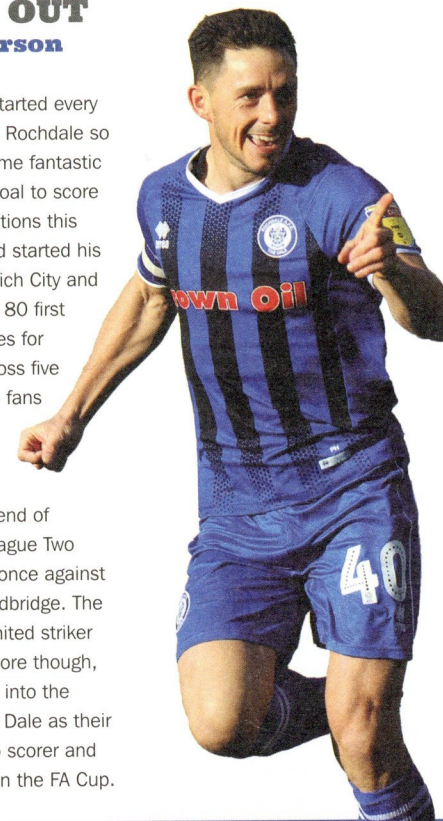 OUT
rson
tarted every
Rochdale so
me fantastic
oal to score
tions this
d started his
ich City and
80 first
es for
oss five
fans
end of
ague Two
once against
dbridge. The
nited striker
ore though,
into the
Dale as their
scorer and
n the FA Cup.
own Oil
40